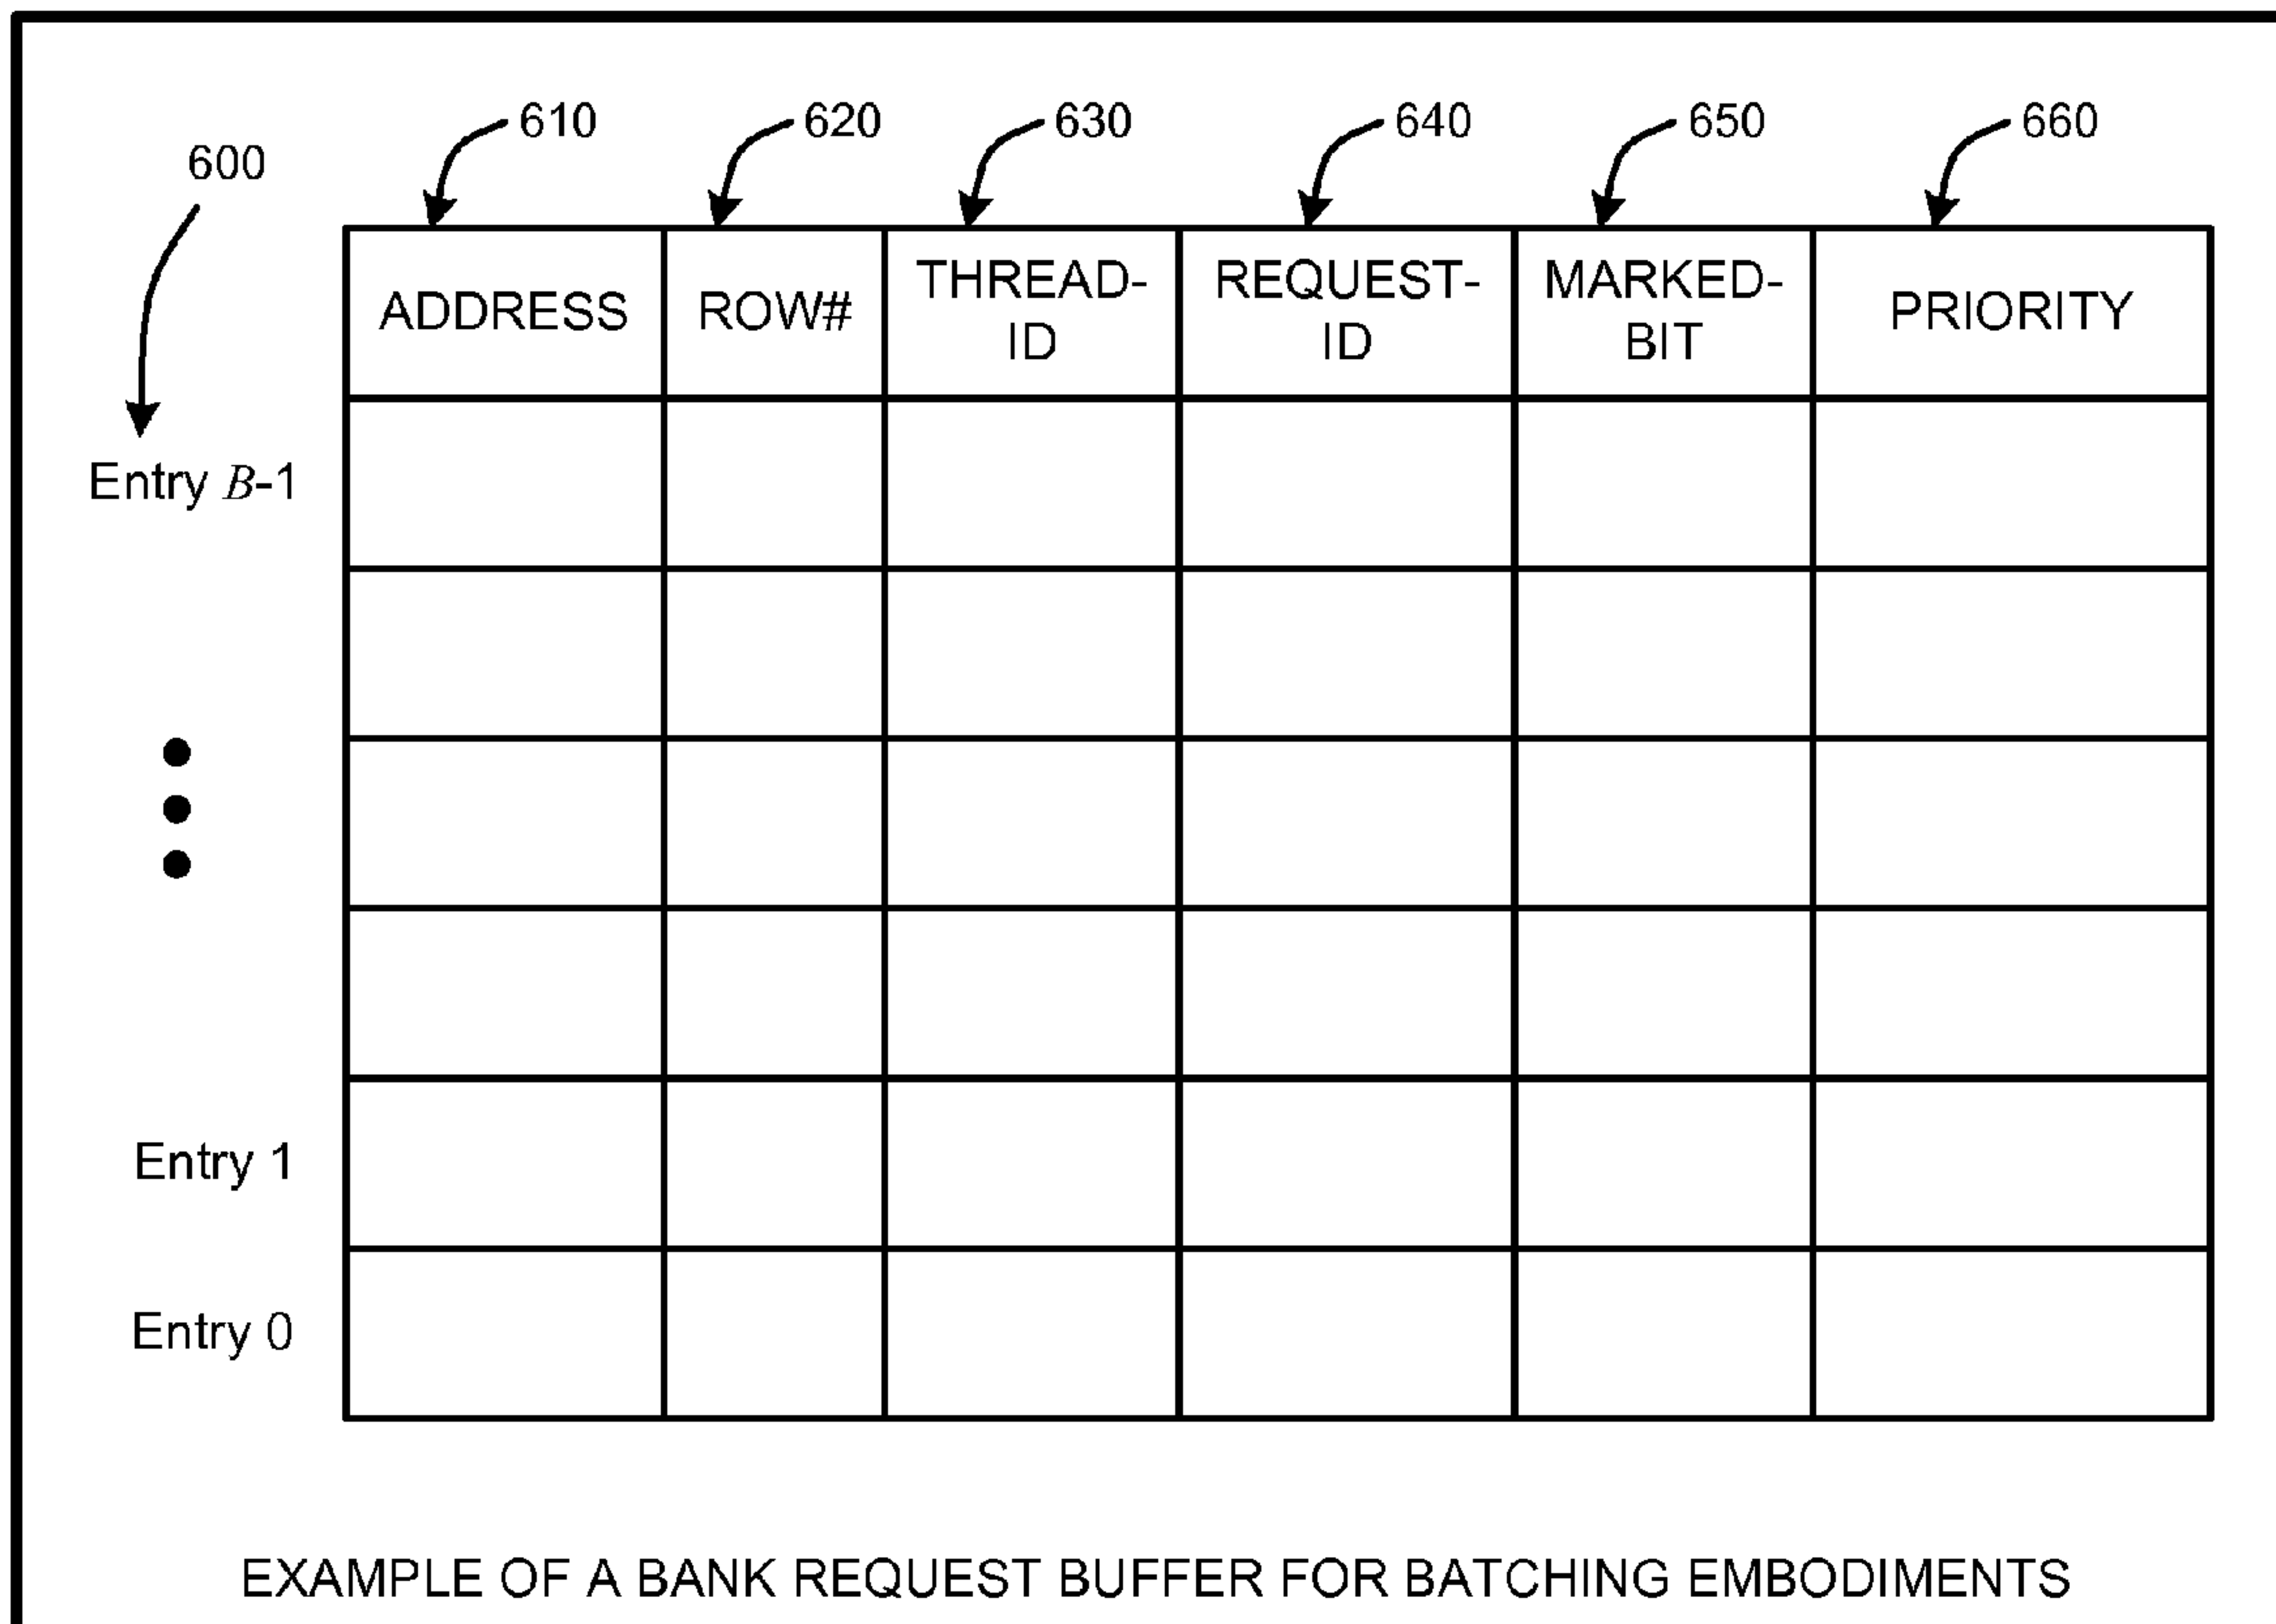 610
620
630
640
650
660
600
ADDRESS
ROW#
THREAD-
ID
REQUEST-
ID
MARKED-
BIT
PRIORITY
Entry B-1
Entry 1
Entry 0
EXAMPLE OF A BANK REQUEST BUFFER FOR BATCHING EMBODIMENTS